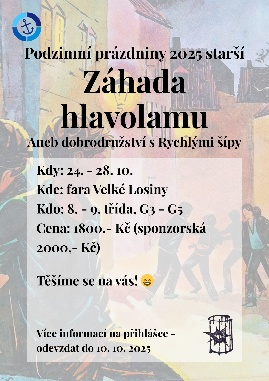 Podzimní prázdniny 2025 starší
Záhada
hlavolamu
Aneb dobrodružství s Rychlými šípy
Kdy: 24. - 28. 10.
Kde: fara Velké Losiny
Kdo: 8. - 9. třída, G3 - G5
Cena: 1800,- Kč (sponzorská
2000,- Kč)
Těšíme se na vás! 😄
Více informací na přihlášce -
odevzdat do 10. 10. 2025